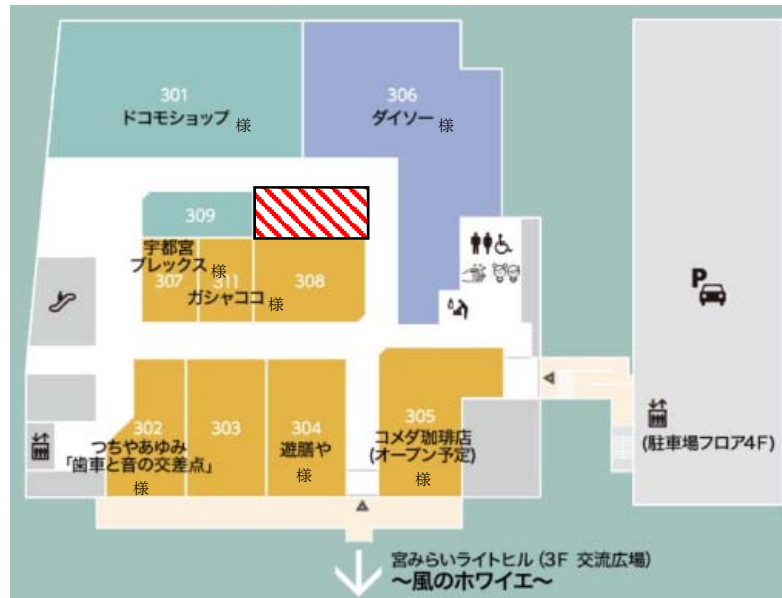 301
ドコモショップ 様
306
ダイソー 様
309
宇都宮
ブレックス 様
307
311
308
ガシャココ 様
302
つちやあゆみ
「歯車と音の交差点」
様
303
304
遊膳や
様
305
コメダ珈琲店
(オープン予定)
様
P
(駐車場フロア4F)
宮みらいライトヒル (3F 交流広場)
～風のホワイエ～